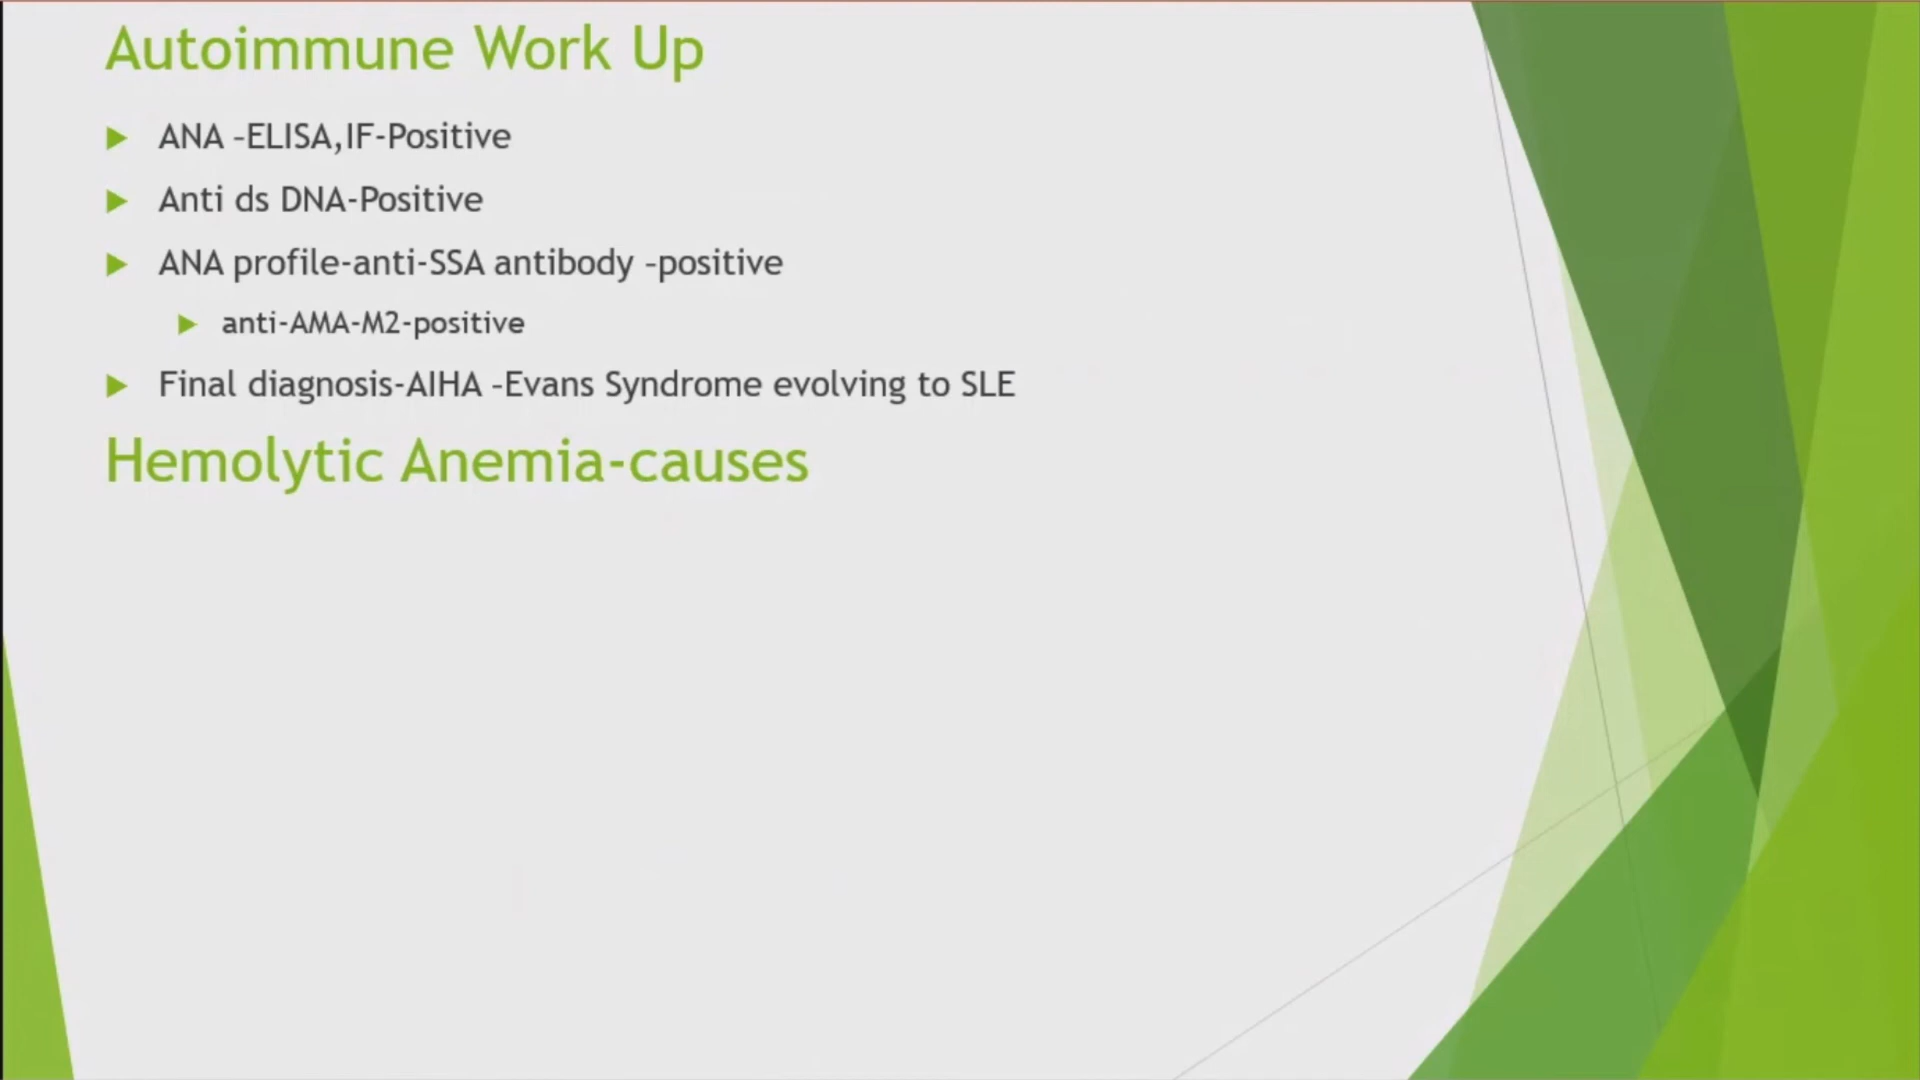 Autoimmune Work Up
ANA –ELISA,IF-Positive
Anti ds DNA-Positive
ANA profile-anti-SSA antibody –positive
anti-AMA-M2-positive
Final diagnosis-AIHA –Evans Syndrome evolving to SLE
Hemolytic Anemia-causes